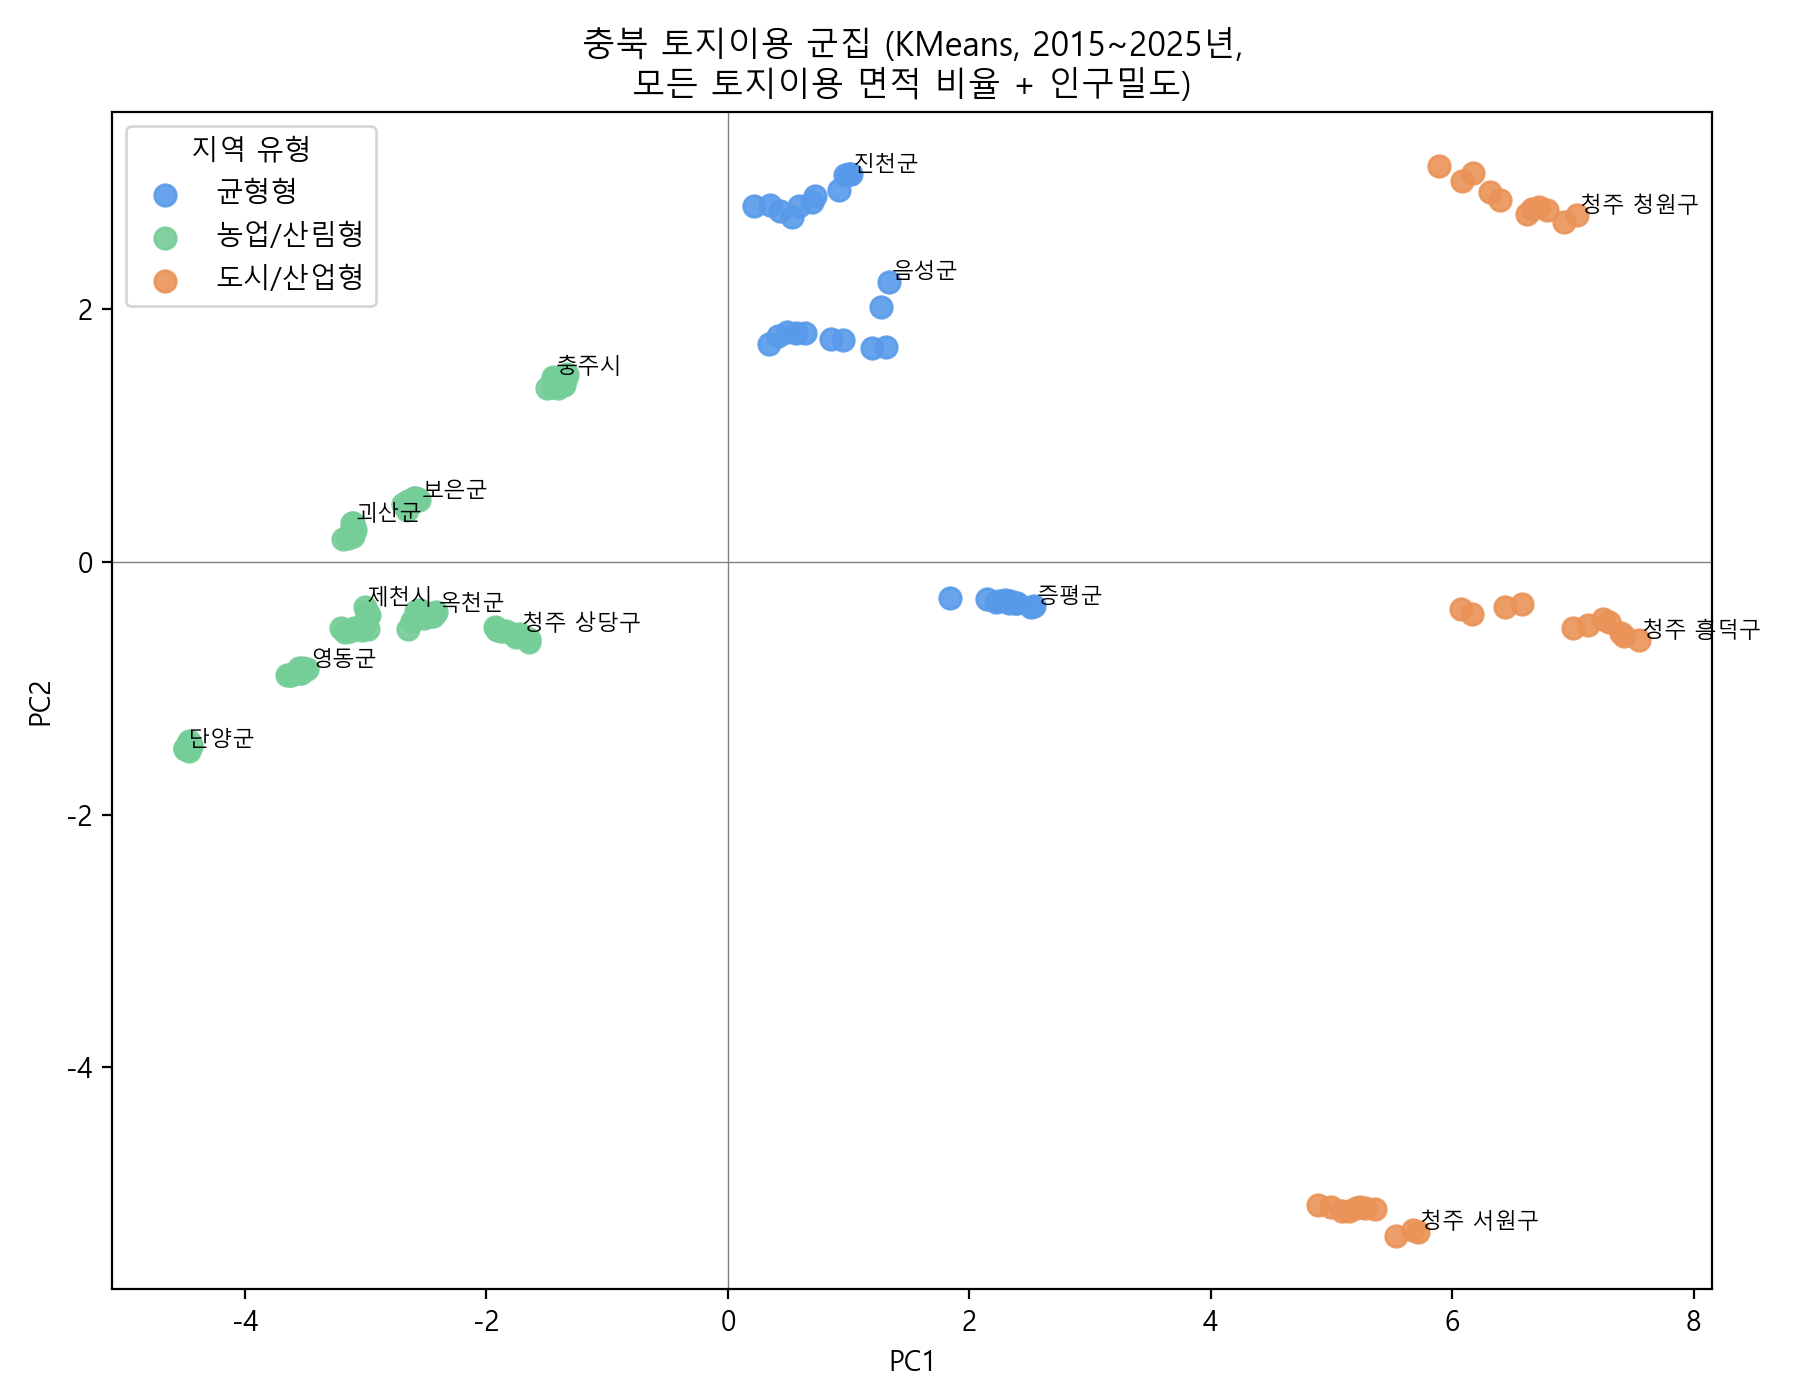 충북 토지이용 군집 (KMeans, 2015~2025년,
모든 토지이용 면적 비율 + 인구밀도)
지역 유형
균형형
농업/산림형
도시/산업형
진천군
청주 청원구
음성군
충주시
보은군
괴산군
제천시
옥천군
증평군
청주 상당구
청주 흥덕구
영동군
단양군
청주 서원구
2
0
-2
-4
PC2
-4
-2
0
2
4
6
8
PC1